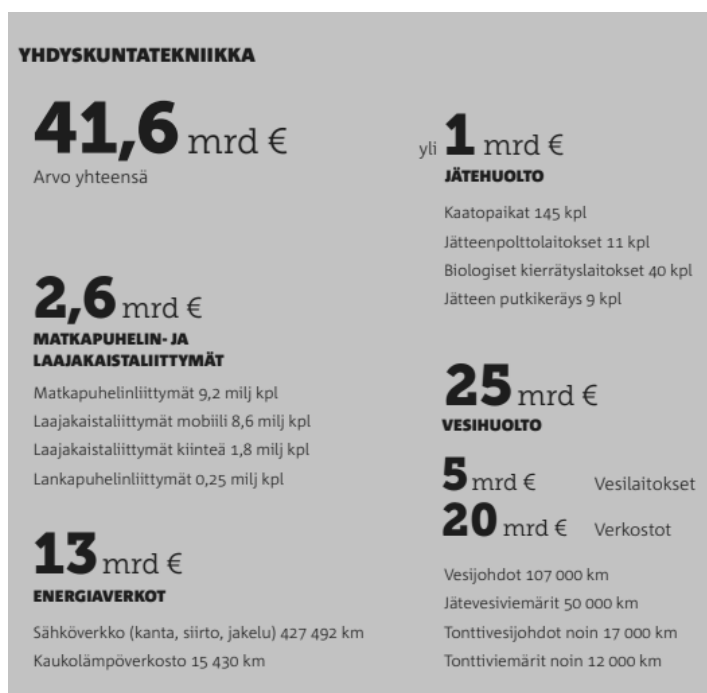 YHDYSKUNTATEKNIIKKA
41,6 mrd €
Arvo yhteensä
2,6 mrd €
MATKAPUHELIN- JA
LAAJAKAISTALIITTYMÄT
Matkapuhelinliittymät 9,2 milj kpl
Laajakaistaliittymät mobiili 8,6 milj kpl
Laajakaistaliittymät kiinteä 1,8 milj kpl
Lankapuhelinliittymät 0,25 milj kpl
13 mrd €
ENERGIAVERKOT
Sähköverkko (kanta, siirto, jakelu) 427 492 km
Kaukolämpöverkosto 15 430 km
yli 1 mrd €
JÄTEHUOLTO
Kaatopaikat 145 kpl
Jätteenpolttolaitokset 11 kpl
Biologiset kierrätyslaitokset 40 kpl
Jätteen putkikeräys 9 kpl
25 mrd €
VESIHUOLTO
5 mrd € Vesilaitokset
20 mrd € Verkostot
Vesijohdot 107 000 km
Jätevesiviemärit 50 000 km
Tonttivesijohdot noin 17 000 km
Tonttiviemärit noin 12 000 km